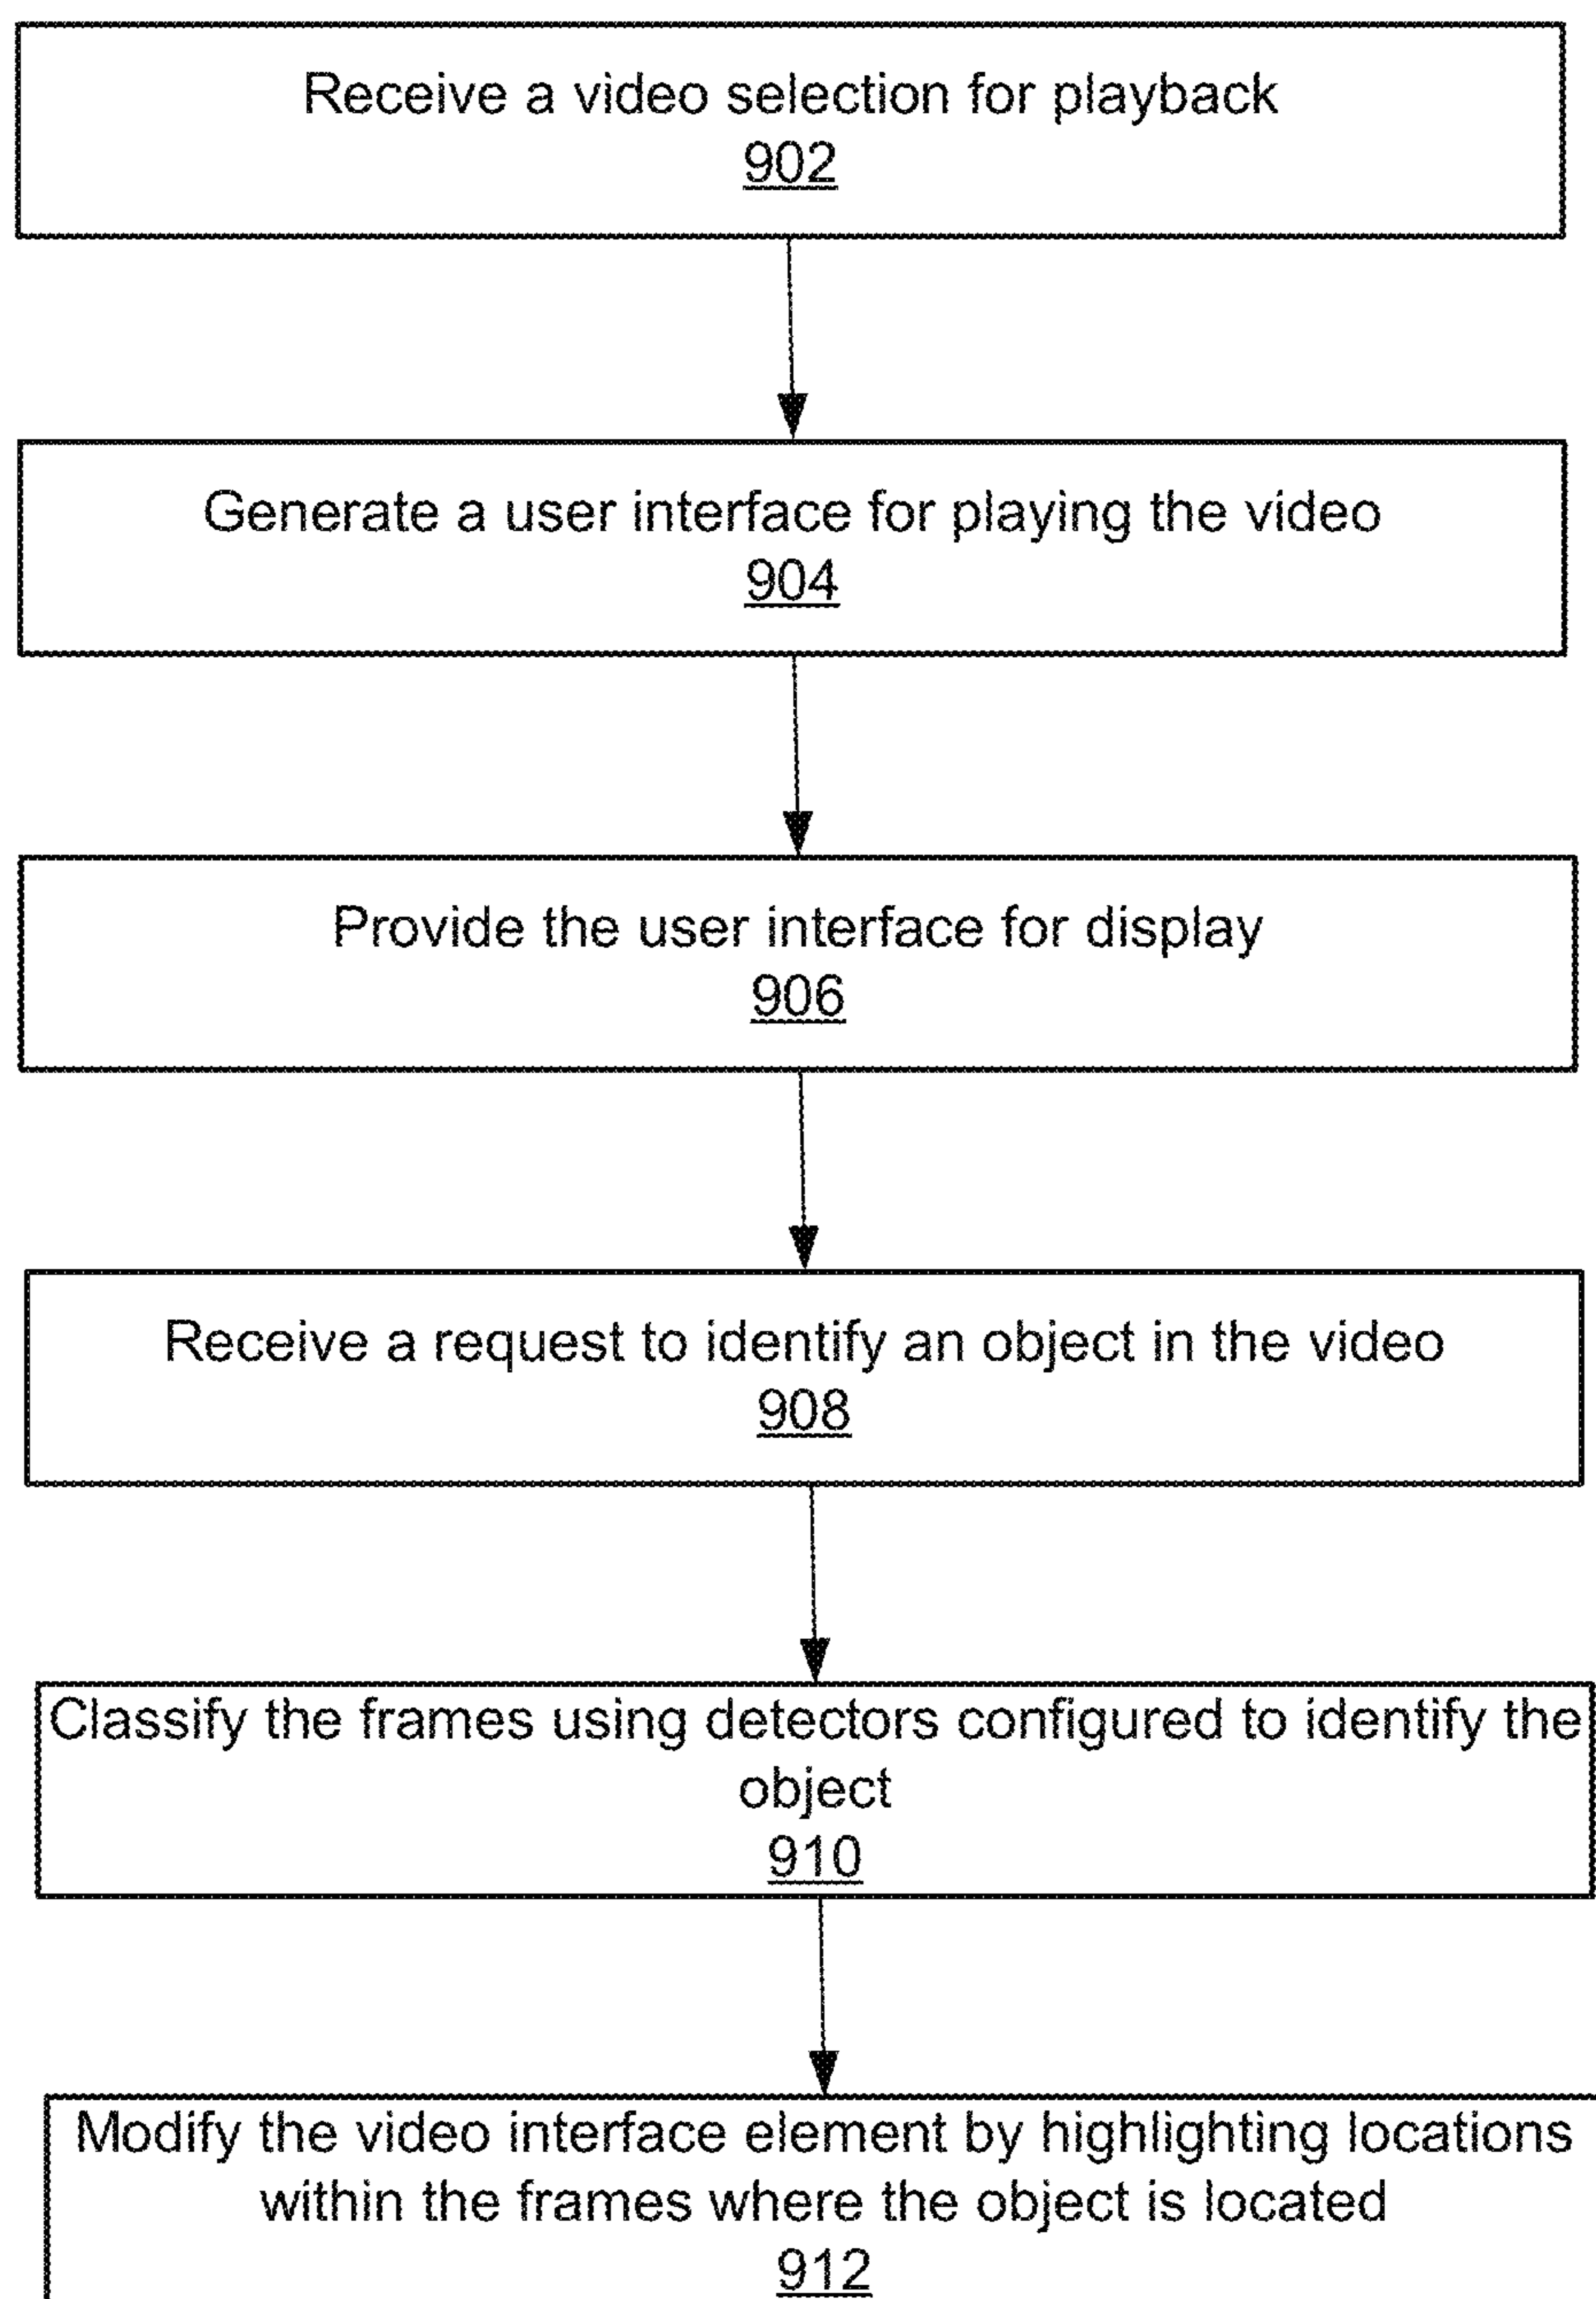 Receive a video selection for playback
902
Generate a user interface for playing the video
904
Provide the user interface for display
906
Receive a request to identify an object in the video
908
Classify the frames using detectors configured to identify the
object
910
Modify the video interface element by highlighting locations
within the frames where the object is located
912